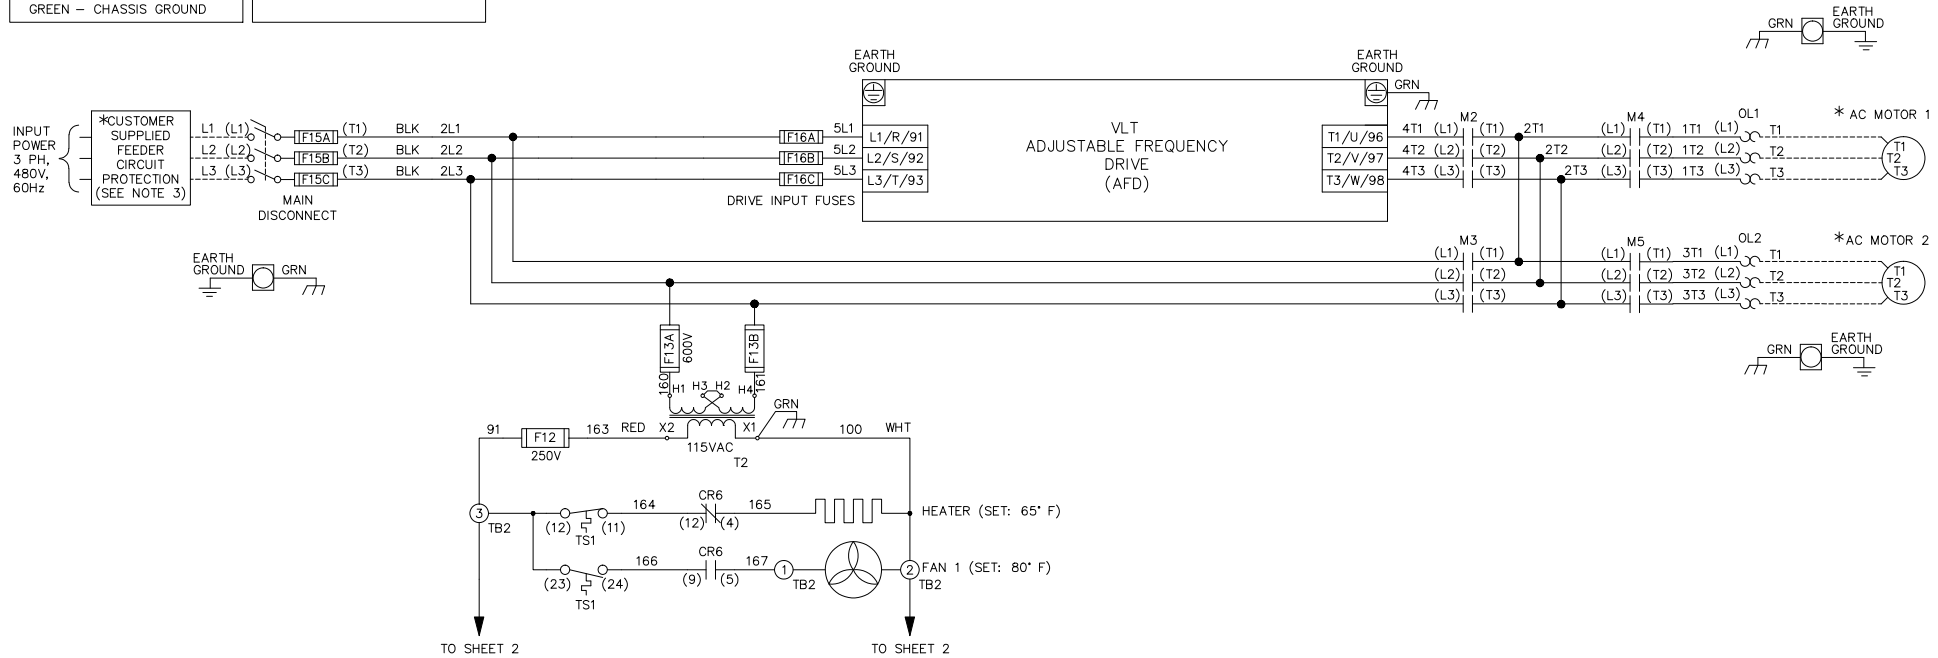 GREEN – CHASSIS GROUND
GRN
EARTH
GROUND
EARTH
GROUND
EARTH
GROUND
GRN
INPUT
POWER
3 PH,
480V,
60Hz
*CUSTOMER
SUPPLIED
FEEDER
CIRCUIT
PROTECTION
(SEE NOTE 3)
L1 (L1) F15A (T1) BLK 2L1 F16A 5L1 L1/R/91
L2 (L2) F15B (T2) BLK 2L2 F16B 5L2 L2/S/92
L3 (L3) F15C (T3) BLK 2L3 F16C 5L3 L3/T/93
MAIN
DISCONNECT
DRIVE INPUT FUSES
VLT
ADJUSTABLE FREQUENCY
DRIVE
(AFD)
M2 M4 OL1 * AC MOTOR 1
T1/U/96 4T1 (L1) (T1) 2T1 (L1) (T1) 1T1 (L1) T1 T1
T2/V/97 4T2 (L2) (T2) 2T2 (L2) (T2) 1T2 (L2) T2 T2
T3/W/98 4T3 (L3) (T3) 2T3 (L3) (T3) 1T3 (L3) T3 T3
M3 M5 OL2 *AC MOTOR 2
(L1) (T1) (L1) (T1) 3T1 (L1) T1 T1
(L2) (T2) (L2) (T2) 3T2 (L2) T2 T2
(L3) (T3) (L3) (T3) 3T3 (L3) T3 T3
EARTH
GROUND
GRN
GRN
EARTH
GROUND
F13A
600V
F13B
160
161
H1 H3 H2 H4
GRN
91 F12 163 RED X2 X1 100 WHT
250V
115VAC
T2
3
TB2
(12) TS1 (11) 164 CR6 (12) (4) 165 HEATER (SET: 65° F)
(23) TS1 (24) 166 CR6 (9) (5) 167 1 TB2 2 TB2 FAN 1 (SET: 80° F)
TO SHEET 2
TO SHEET 2